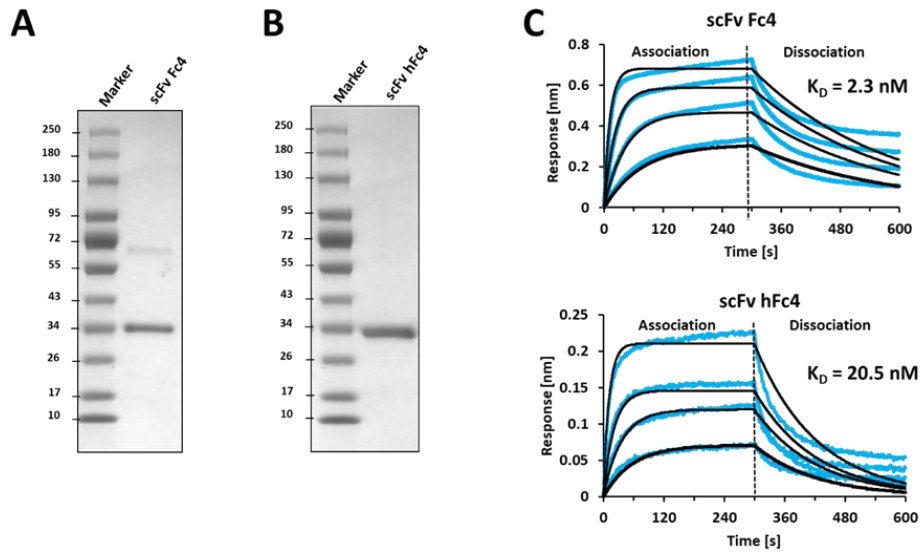 A
Marker
scFv Fc4
250
180
130
95
72
55
43
34
26
17
10
B
Marker
scFv hFc4
250
180
130
95
72
55
43
34
26
17
10
C
scFv Fc4
Association
Dissociation
K_D = 2.3 nM
Response [nm]
0.8
0.6
0.4
0.2
0
0 120 240 360 480 600
Time [s]
scFv hFc4
Association
Dissociation
K_D = 20.5 nM
Response [nm]
0.25
0.2
0.15
0.1
0.05
0
0 120 240 360 480 600
Time [s]